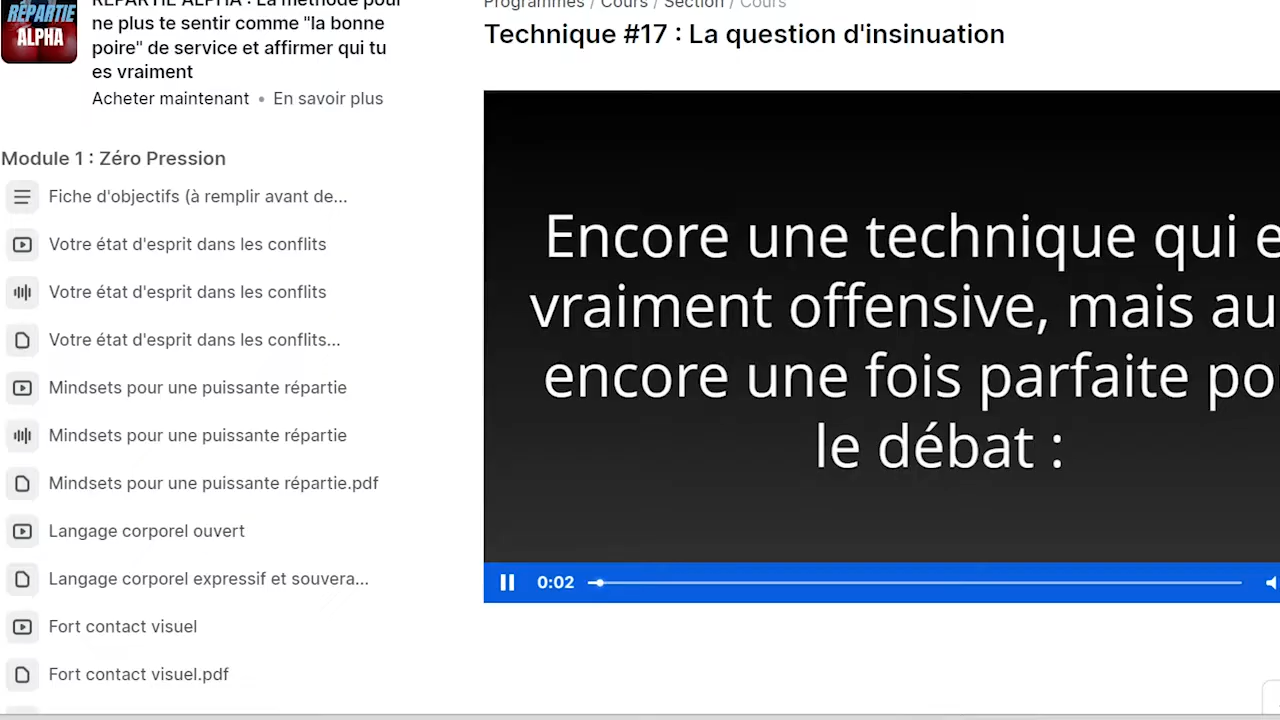 RÉPARTIE
ALPHA
RÉPARTIE ALPHA : La méthode pour
ne plus te sentir comme "la bonne
poire" de service et affirmer qui tu
es vraiment
Acheter maintenant • En savoir plus
Module 1 : Zéro Pression
Fiche d'objectifs (à remplir avant de...
Votre état d'esprit dans les conflits
Votre état d'esprit dans les conflits
Votre état d'esprit dans les conflits...
Mindsets pour une puissante répartie
Mindsets pour une puissante répartie
Mindsets pour une puissante répartie.pdf
Langage corporel ouvert
Langage corporel expressif et souvera...
Fort contact visuel
Fort contact visuel.pdf
Programmes / Cours / Section / Cours
Technique #17 : La question d'insinuation
Encore une technique qui e
vraiment offensive, mais au
encore une fois parfaite po
le débat :
0:02